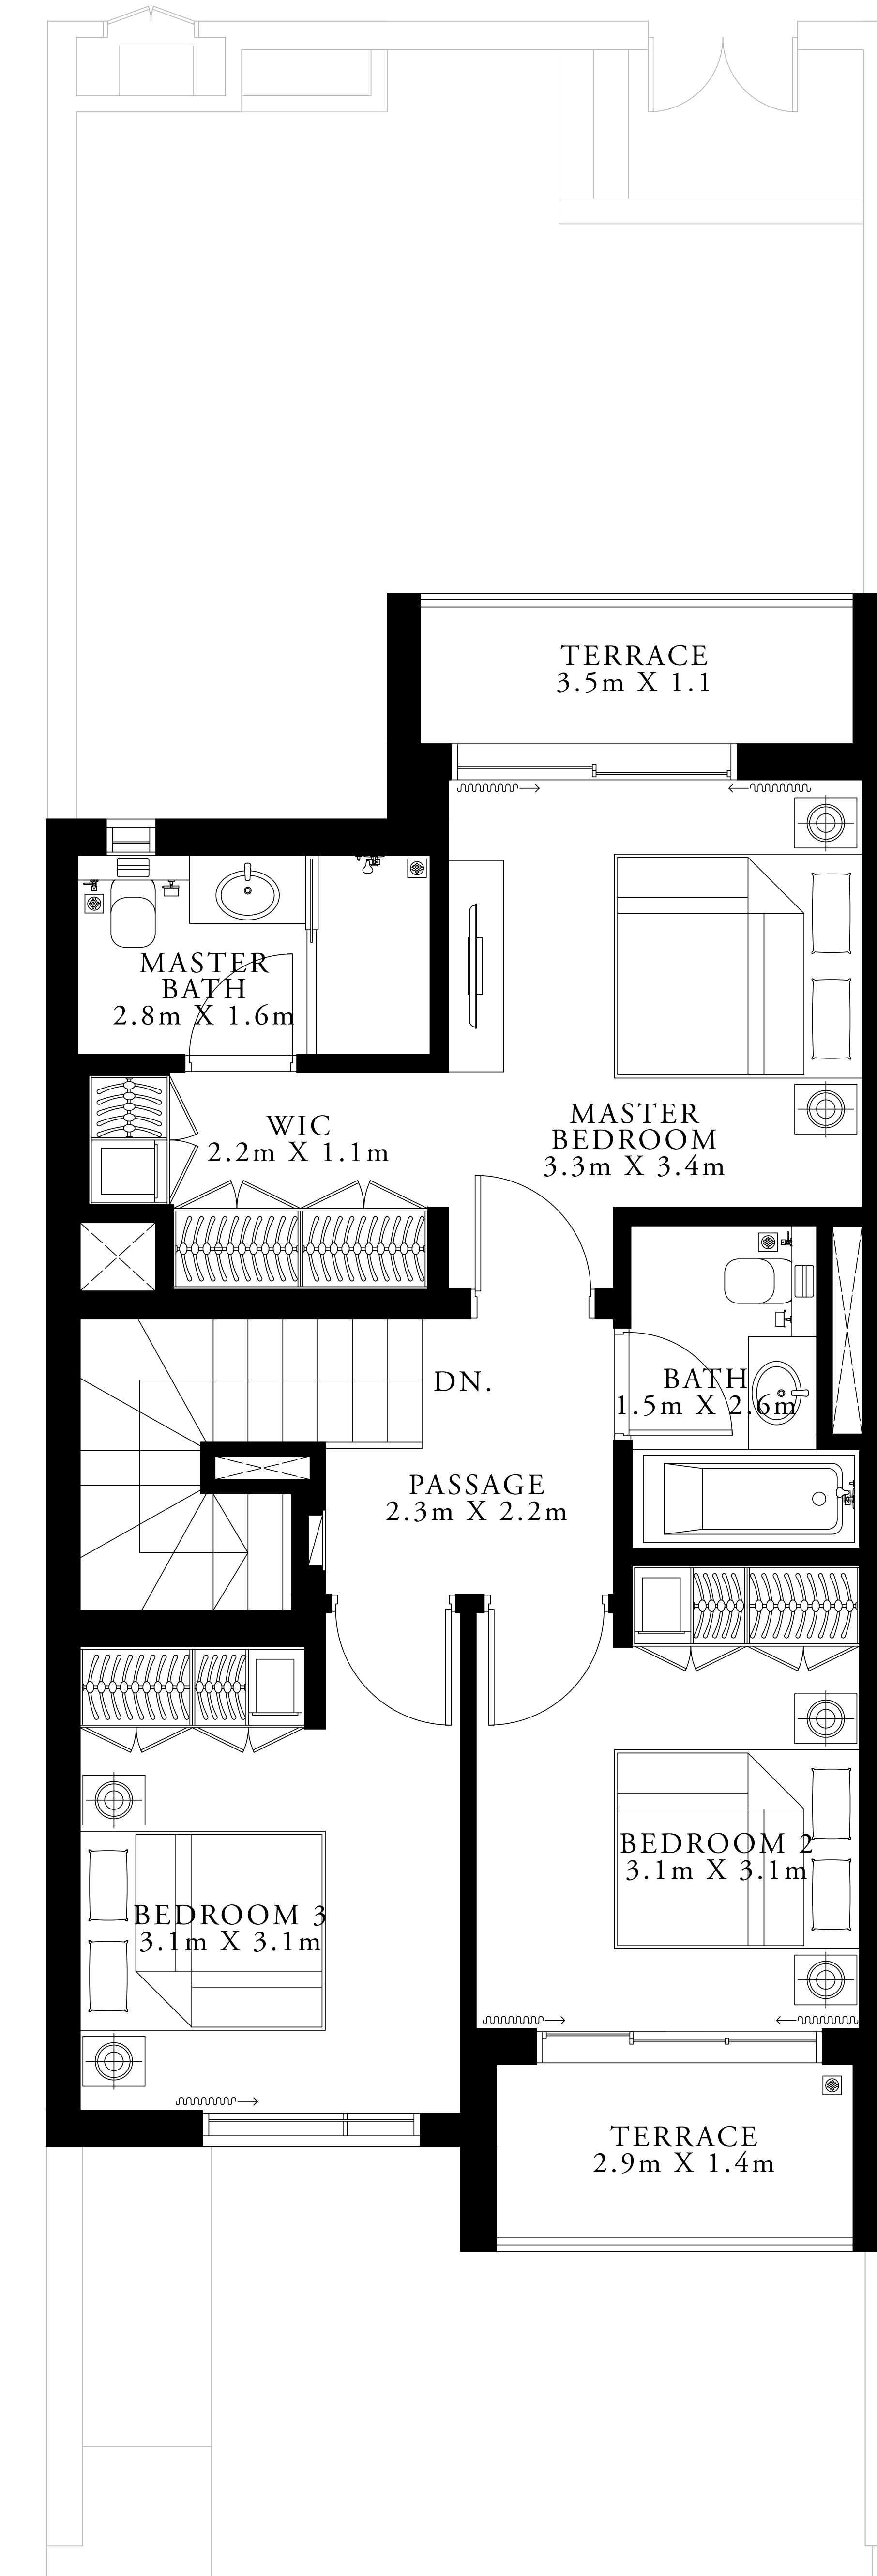 TERRACE
3.5m X 1.1
MASTER
BATH
2.8m X 1.6m
WIC
2.2m X 1.1m
MASTER
BEDROOM
3.3m X 3.4m
DN.
BATH
1.5m X 2.6m
PASSAGE
2.3m X 2.2m
BEDROOM 2
3.1m X 3.1m
BEDROOM 3
3.1m X 3.1m
TERRACE
2.9m X 1.4m